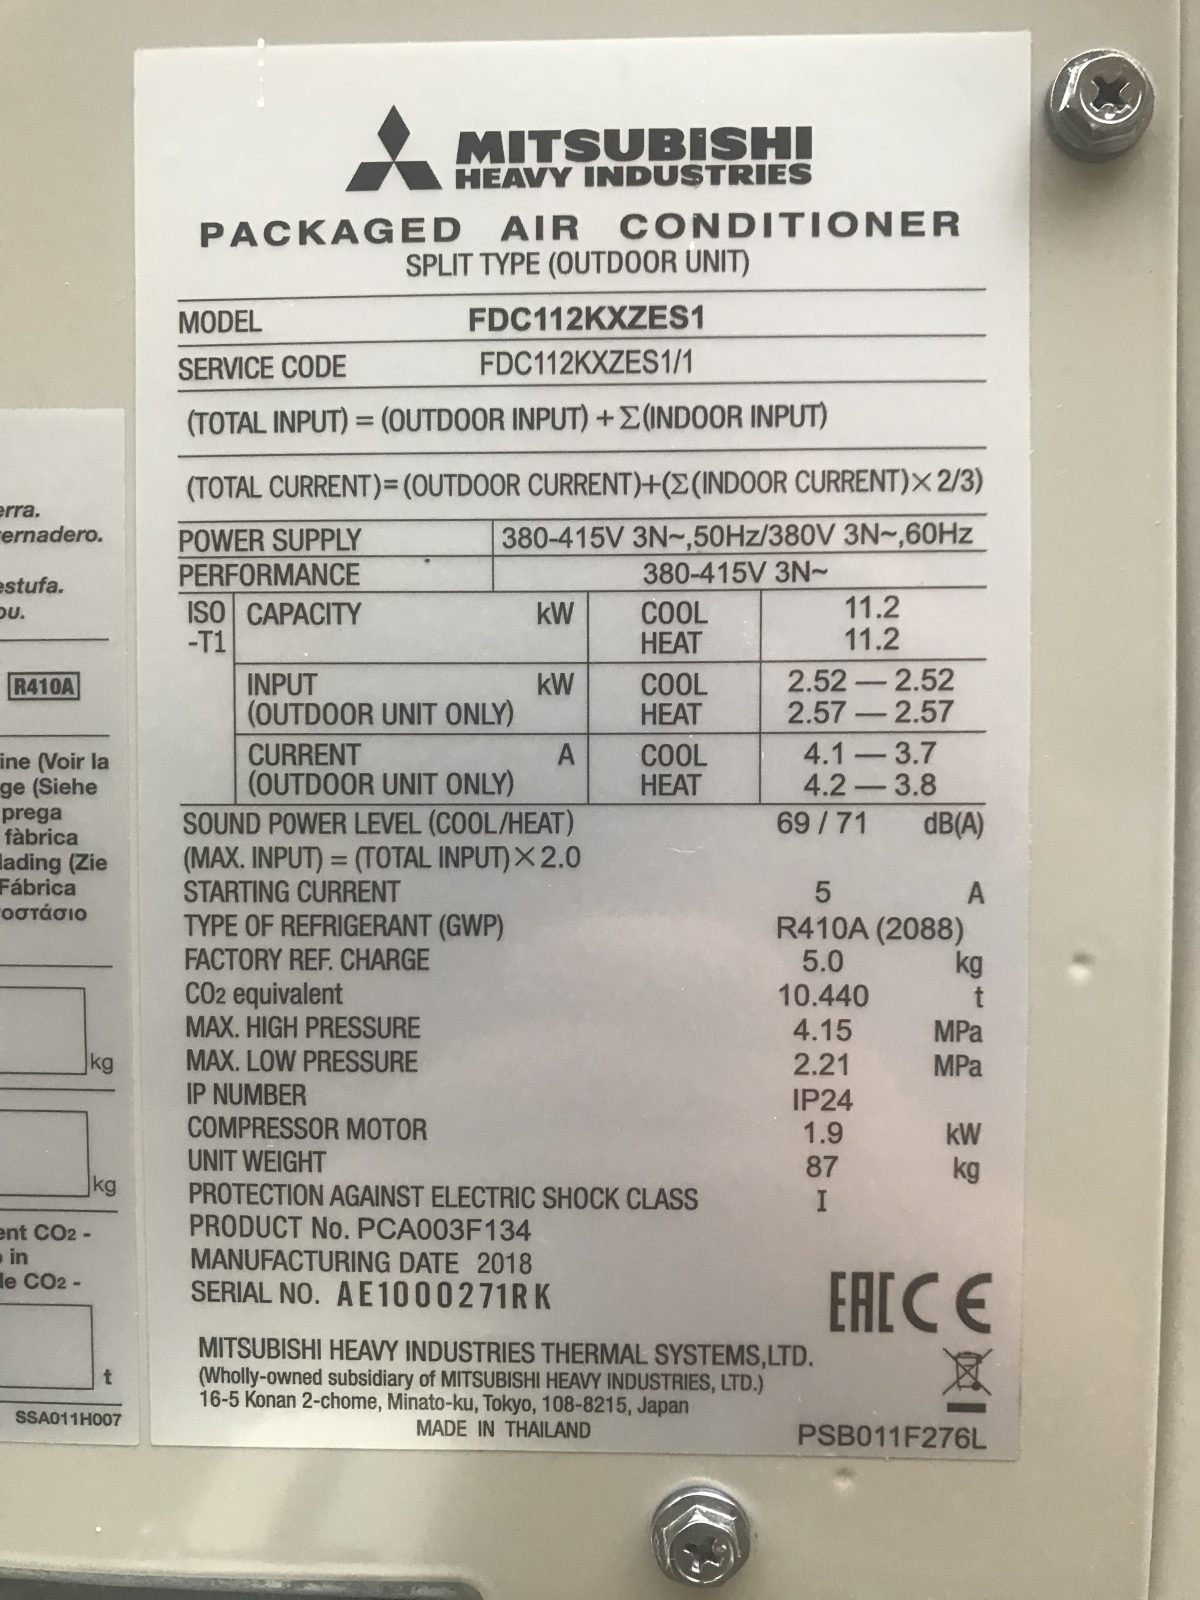 MITSUBISHI
HEAVY INDUSTRIES
PACKAGED AIR CONDITIONER
SPLIT TYPE (OUTDOOR UNIT)
MODEL FDC112KXZES1
SERVICE CODE FDC112KXZES1/1
(TOTAL INPUT) = (OUTDOOR INPUT) + Σ(INDOOR INPUT)
(TOTAL CURRENT)=(OUTDOOR CURRENT)+(Σ(INDOOR CURRENT)×2/3)
POWER SUPPLY 380-415V 3N~,50Hz/380V 3N~,60Hz
PERFORMANCE 380-415V 3N~
ISO CAPACITY kW COOL 11.2
-T1 HEAT 11.2
INPUT kW COOL 2.52 — 2.52
(OUTDOOR UNIT ONLY) HEAT 2.57 — 2.57
CURRENT A COOL 4.1 — 3.7
(OUTDOOR UNIT ONLY) HEAT 4.2 — 3.8
SOUND POWER LEVEL (COOL/HEAT) 69 / 71 dB(A)
(MAX. INPUT) = (TOTAL INPUT)×2.0
STARTING CURRENT 5 A
TYPE OF REFRIGERANT (GWP) R410A (2088)
FACTORY REF. CHARGE 5.0 kg
CO2 equivalent 10.440 t
MAX. HIGH PRESSURE 4.15 MPa
MAX. LOW PRESSURE 2.21 MPa
IP NUMBER IP24
COMPRESSOR MOTOR 1.9 kW
UNIT WEIGHT 87 kg
PROTECTION AGAINST ELECTRIC SHOCK CLASS I
PRODUCT No. PCA003F134
MANUFACTURING DATE 2018
SERIAL NO. AE1000271RK
EAC CE
MITSUBISHI HEAVY INDUSTRIES THERMAL SYSTEMS,LTD.
(Wholly-owned subsidiary of MITSUBISHI HEAVY INDUSTRIES, LTD.)
16-5 Konan 2-chome, Minato-ku, Tokyo, 108-8215, Japan
MADE IN THAILAND
PSB011F276L
R410A
(Voir la
(Siehe
prega
fàbrica
(Zie
Fábrica
kg
kg
CO2 -
in
CO2 -
t
SSA011H007